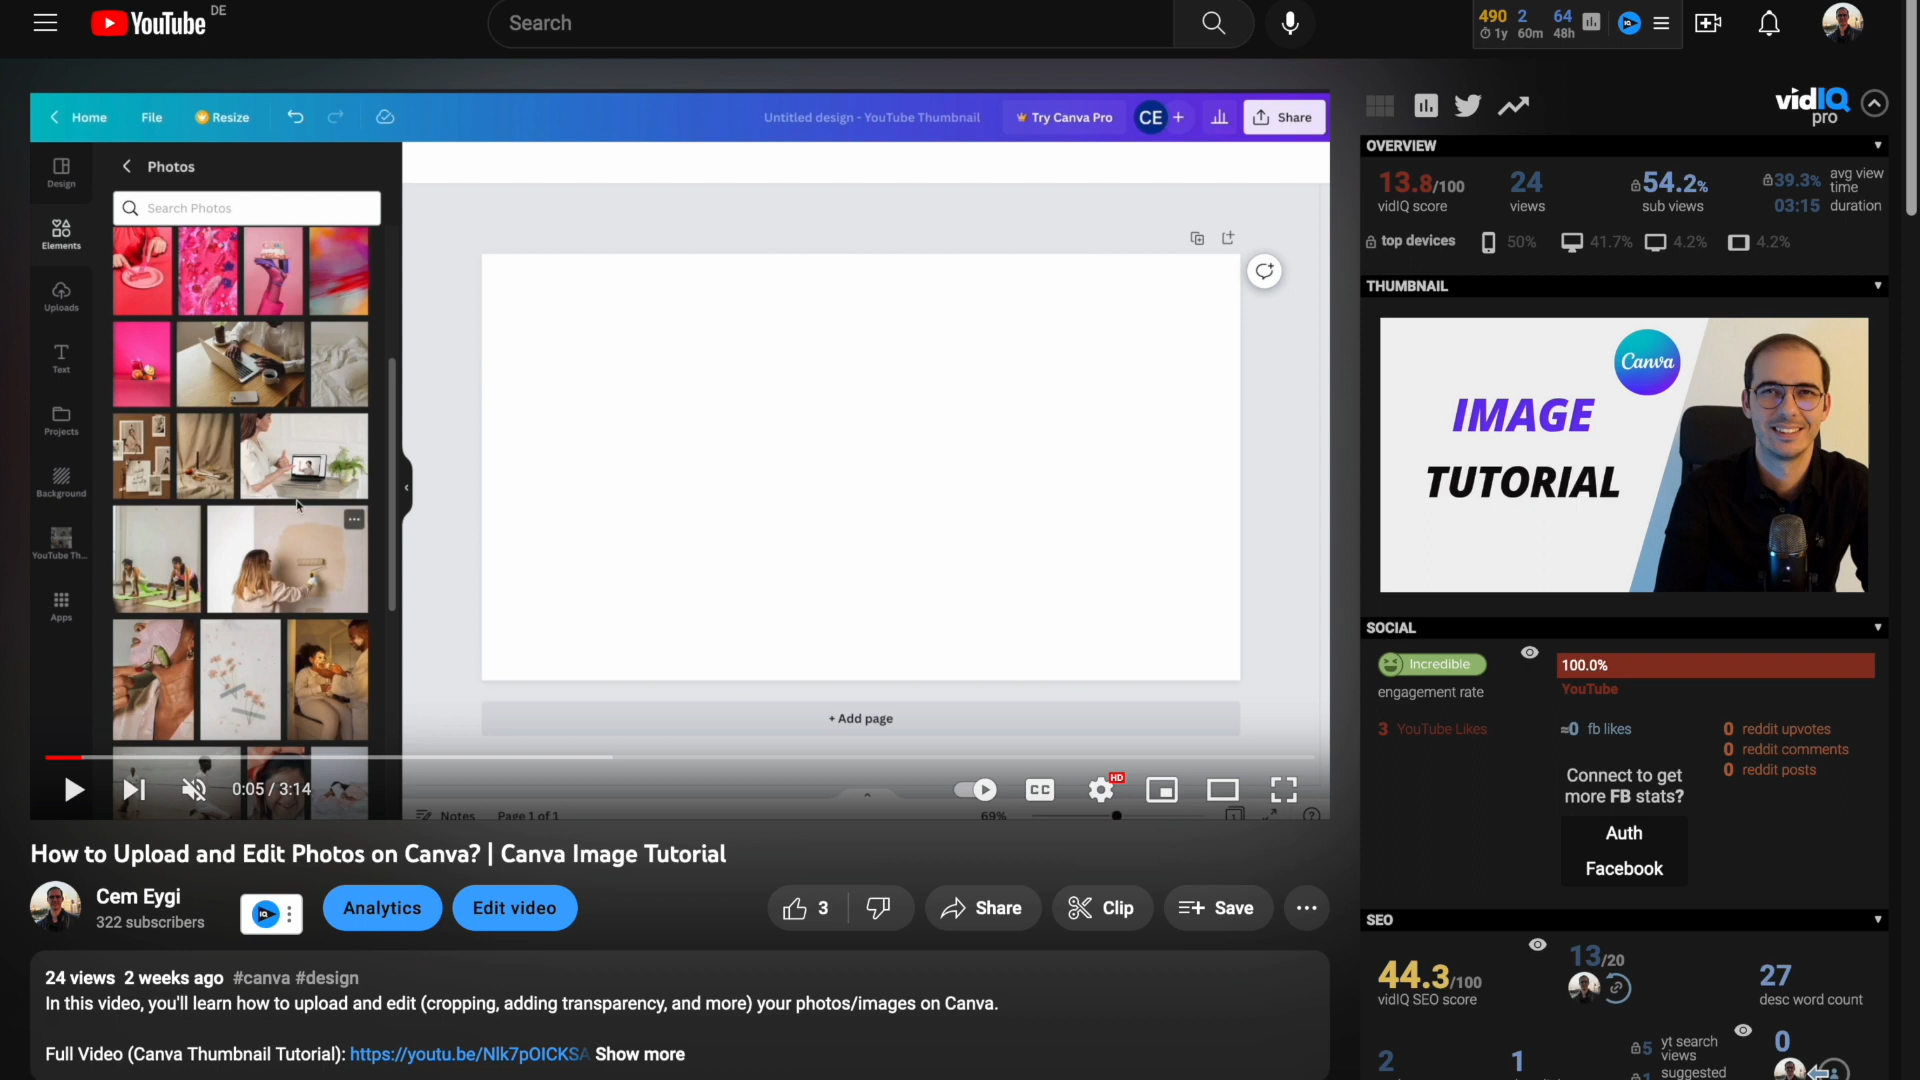 YouTube DE
Search
490 2 64
1y 60m 48h
Home File Resize
Untitled design - YouTube Thumbnail
Try Canva Pro
CE +
Share
Design
Elements
Uploads
Text
Projects
Background
YouTube Th...
Apps
Photos
Search Photos
+ Add page
0:05 / 3:14
CC
HD
Notes Page 1 of 1
69%
How to Upload and Edit Photos on Canva? | Canva Image Tutorial
Cem Eygi
322 subscribers
Analytics
Edit video
3
Share
Clip
Save
24 views 2 weeks ago #canva #design
In this video, you'll learn how to upload and edit (cropping, adding transparency, and more) your photos/images on Canva.
Full Video (Canva Thumbnail Tutorial): https://youtu.be/Nlk7pOICKSA Show more
vidIQ
pro
OVERVIEW
13.8/100
vidIQ score
24
views
54.2%
sub views
39.3% avg view time
03:15 duration
top devices 50% 41.7% 4.2% 4.2%
THUMBNAIL
Canva
IMAGE
TUTORIAL
SOCIAL
Incredible
engagement rate
100.0%
YouTube
3 YouTube Likes
≈0 fb likes
0 reddit upvotes
0 reddit comments
0 reddit posts
Connect to get
more FB stats?
Auth
Facebook
SEO
44.3/100
vidIQ SEO score
13/20
27
desc word count
2
1
5 yt search
views
suggested
0